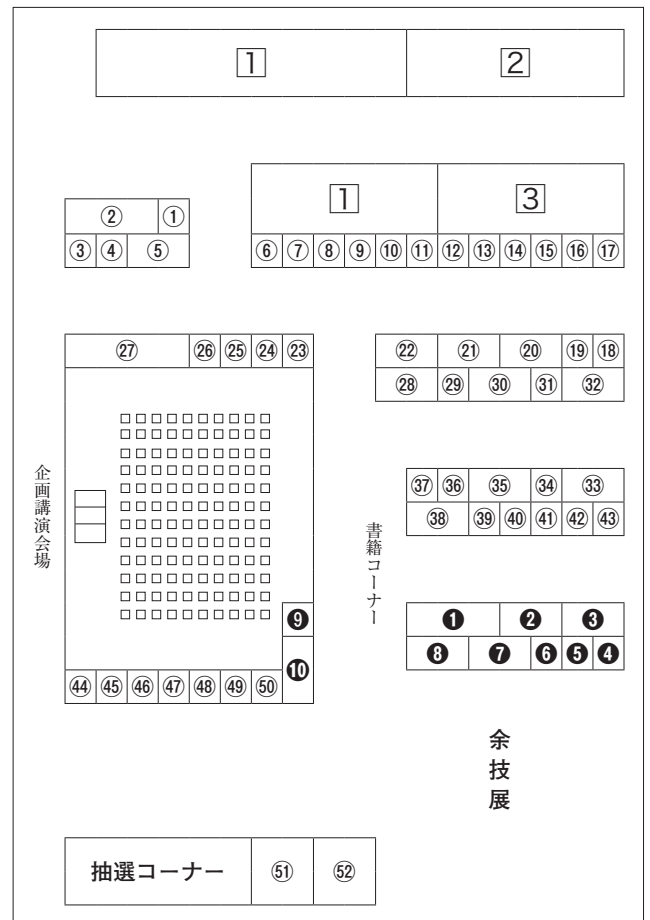 1 2
1 3
② ①
③ ④ ⑤
⑥ ⑦ ⑧ ⑨ ⑩ ⑪ ⑫ ⑬ ⑭ ⑮ ⑯ ⑰
㉗ ㉖ ㉕ ㉔ ㉓
㉒ ㉑ ⑳ ⑲ ⑱
㉘ ㉙ ㉚ ㉛ ㉜
企画講演会場
書籍コーナー
㊲ ㊱ ㉟ ㉞ ㉝
㊳ ㊴ ㊵ ㊶ ㊷ ㊸
❶ ❷ ❸
❽ ❼ ❻ ❺ ❹
❾
❿
㊹ ㊺ ㊻ ㊼ ㊽ ㊾ ㊿
余技展
抽選コーナー 51 52